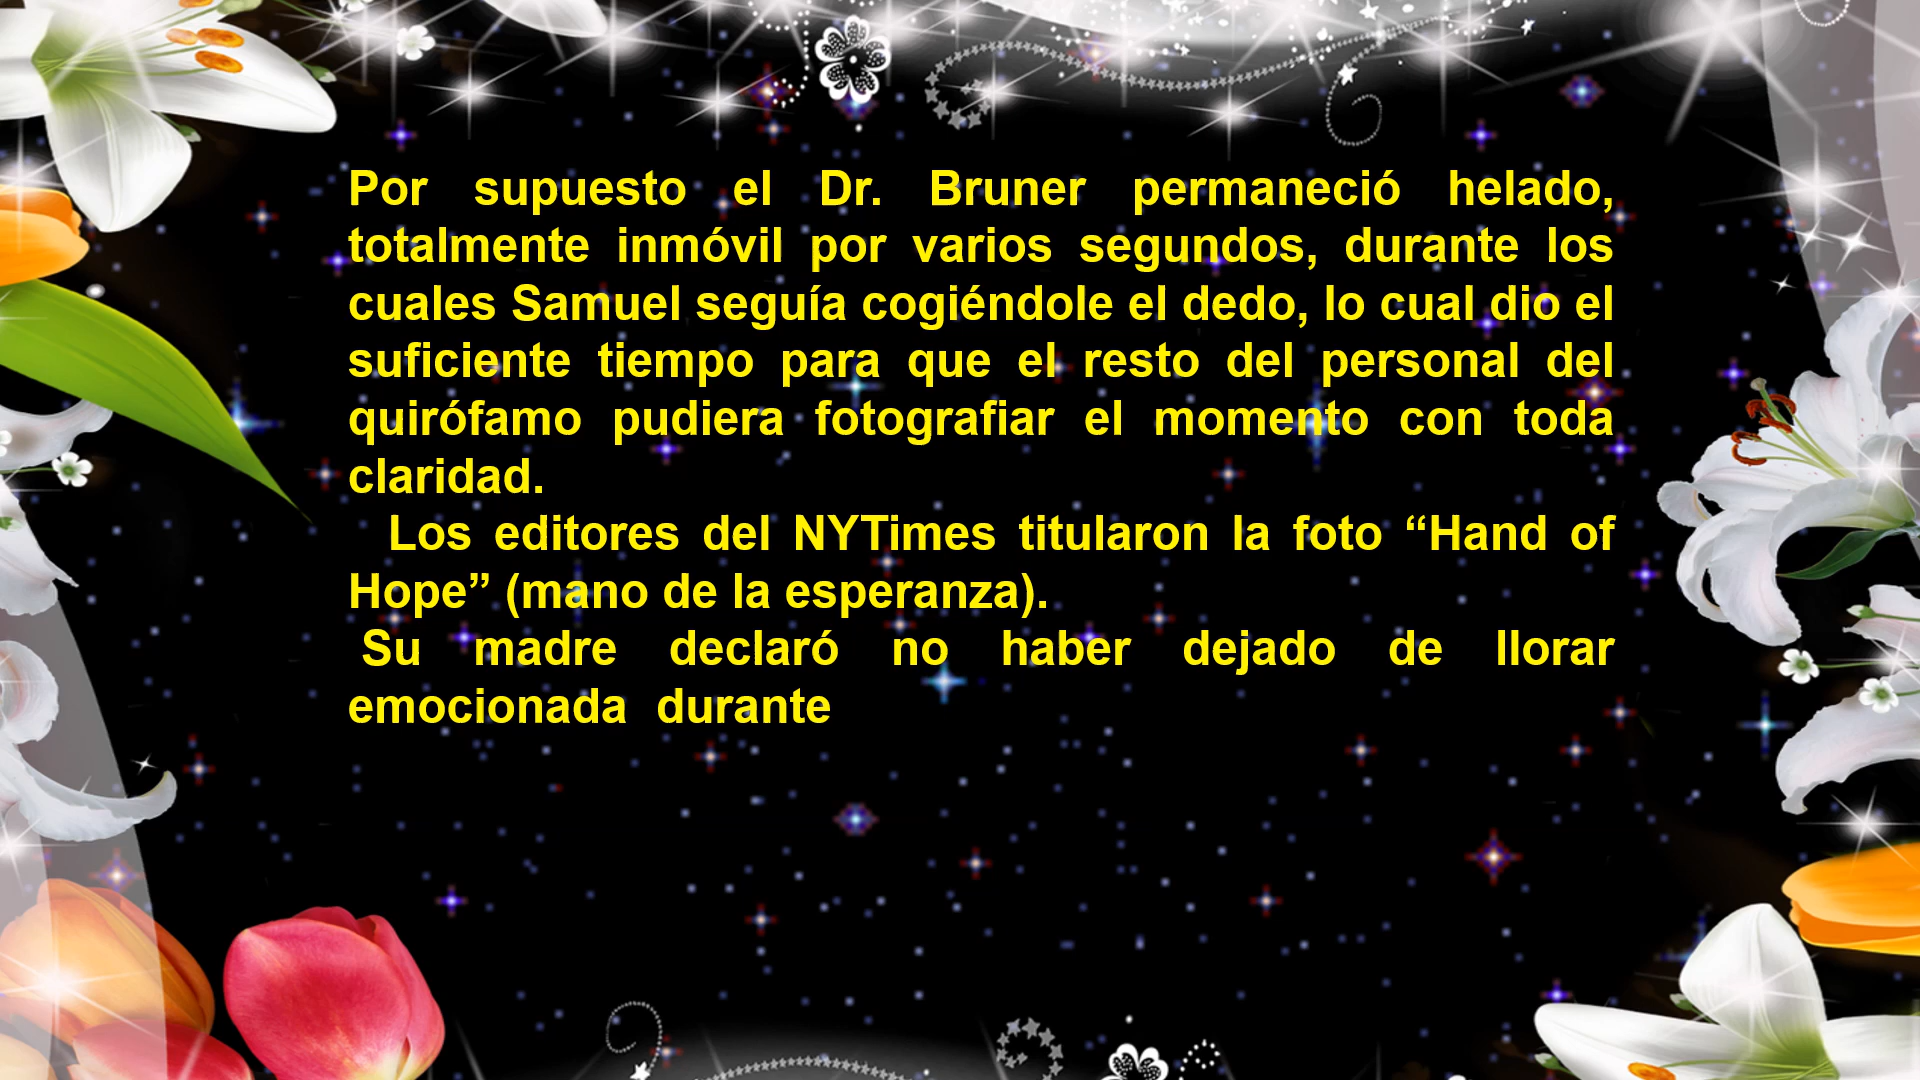 Por supuesto el Dr. Bruner permaneció helado,
totalmente inmóvil por varios segundos, durante los
cuales Samuel seguía cogiéndole el dedo, lo cual dio el
suficiente tiempo para que el resto del personal del
quirófamo pudiera fotografiar el momento con toda
claridad.
Los editores del NYTimes titularon la foto “Hand of
Hope” (mano de la esperanza).
Su madre declaró no haber dejado de llorar
emocionada durante